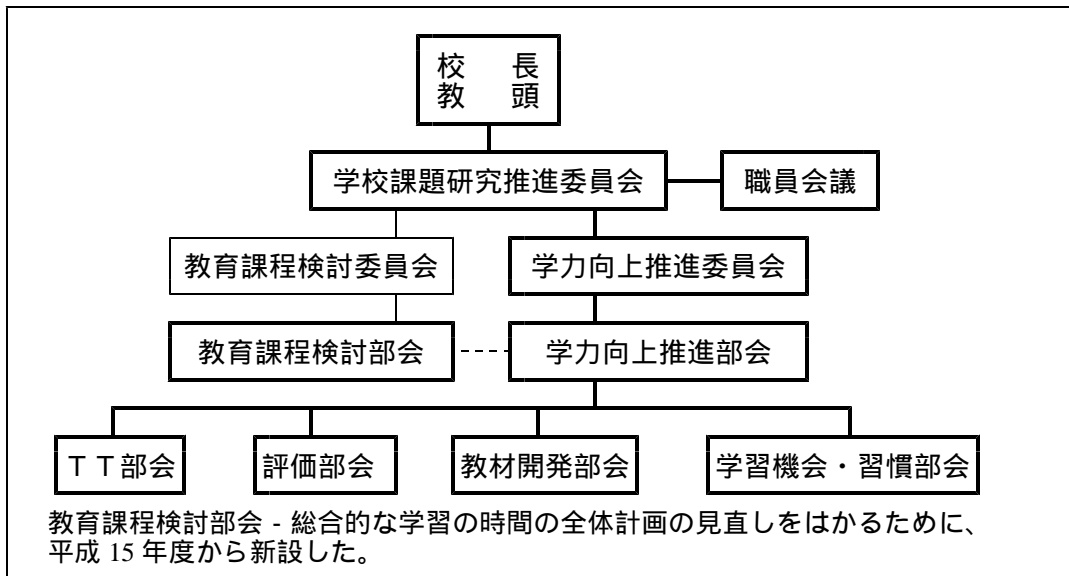 校　長
教　頭
学校課題研究推進委員会　職員会議
教育課程検討委員会　学力向上推進委員会
教育課程検討部会　学力向上推進部会
ＴＴ部会　評価部会　教材開発部会　学習機会・習慣部会
教育課程検討部会 - 総合的な学習の時間の全体計画の見直しをはかるために、
平成 15 年度から新設した。